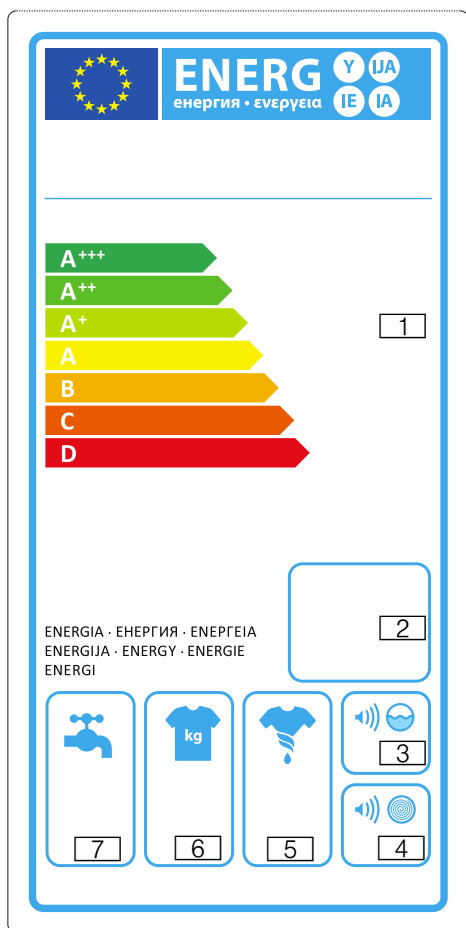 ENERG Y IJA
енергия · ενεργεια IE IA
A+++
A++
A+
1
A
B
C
D
2
ENERGIA · ЕНЕРГИЯ · ΕΝΕΡΓΕΙΑ
ENERGIJA · ENERGY · ENERGIE
ENERGI
kg
3
7 6 5 4